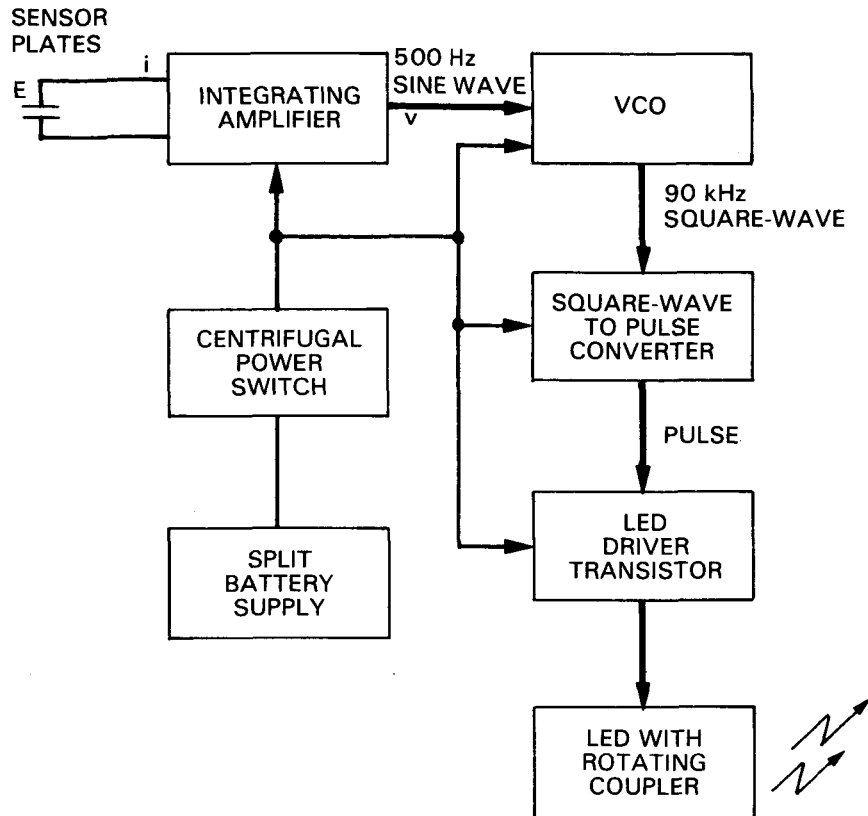 SENSOR
PLATES
i
E
INTEGRATING
AMPLIFIER
500 Hz
SINE WAVE
v
VCO
90 kHz
SQUARE-WAVE
CENTRIFUGAL
POWER
SWITCH
SQUARE-WAVE
TO PULSE
CONVERTER
PULSE
SPLIT
BATTERY
SUPPLY
LED
DRIVER
TRANSISTOR
LED WITH
ROTATING
COUPLER